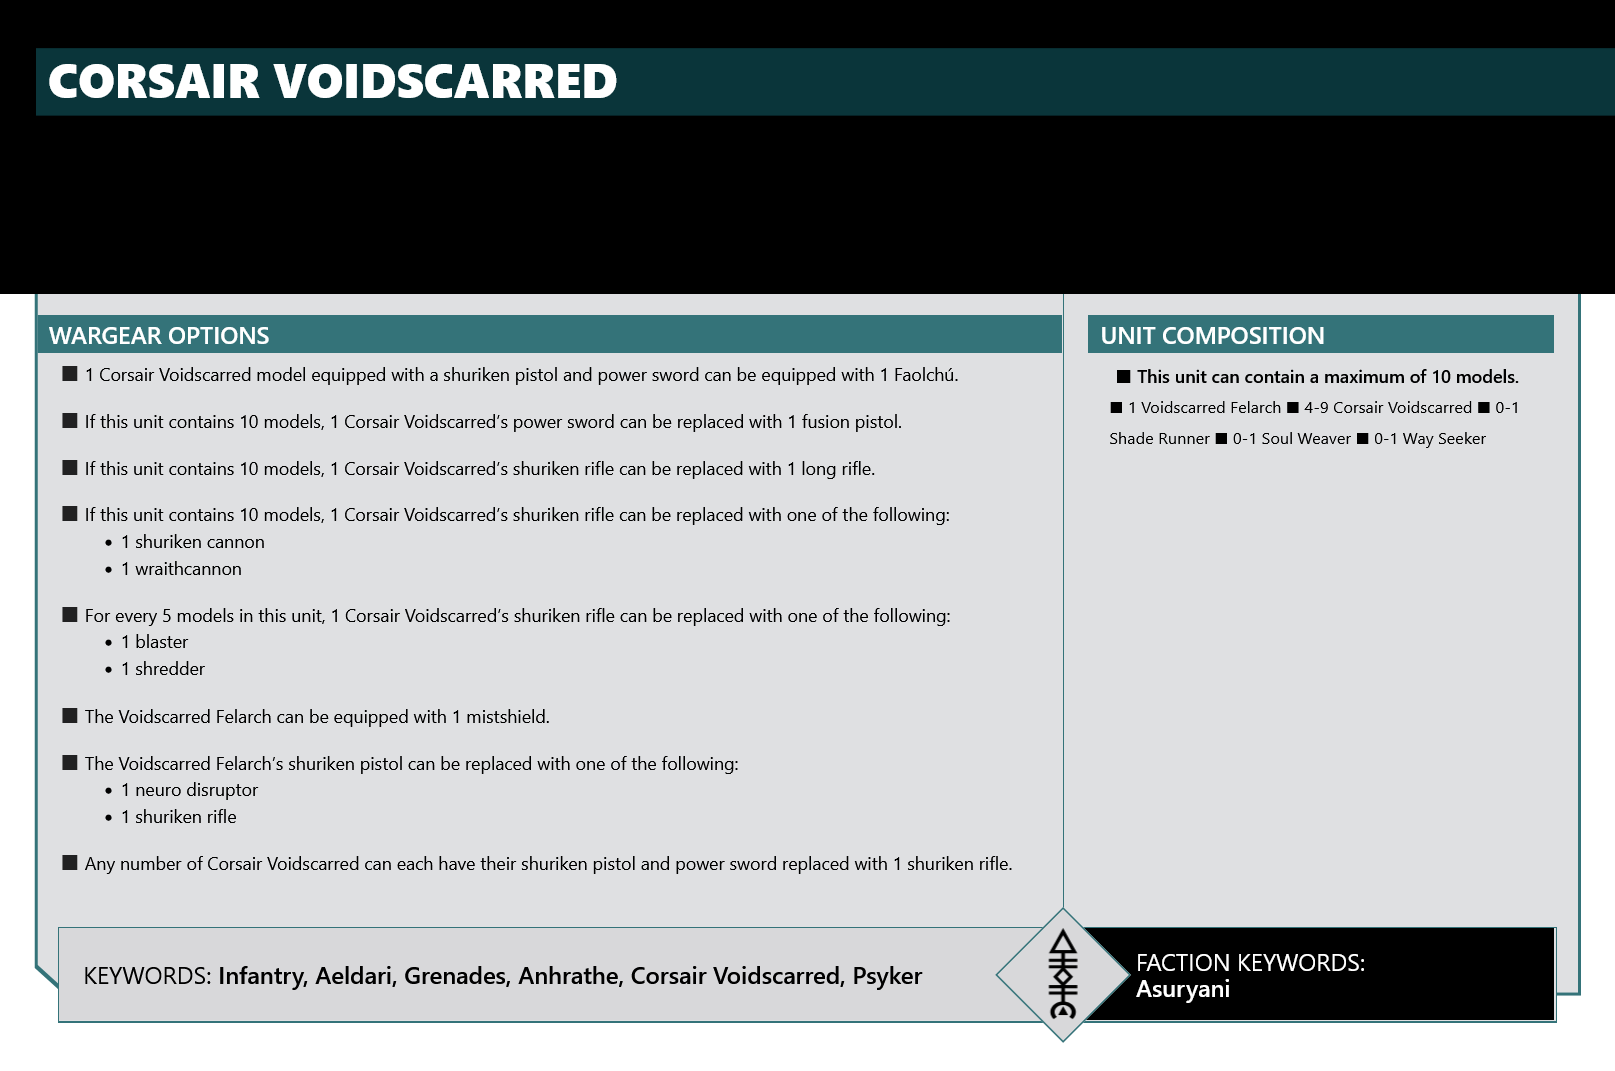 CORSAIR VOIDSCARRED
WARGEAR OPTIONS
■ 1 Corsair Voidscarred model equipped with a shuriken pistol and power sword can be equipped with 1 Faolchú.
■ If this unit contains 10 models, 1 Corsair Voidscarred’s power sword can be replaced with 1 fusion pistol.
■ If this unit contains 10 models, 1 Corsair Voidscarred’s shuriken rifle can be replaced with 1 long rifle.
■ If this unit contains 10 models, 1 Corsair Voidscarred’s shuriken rifle can be replaced with one of the following:
• 1 shuriken cannon
• 1 wraithcannon
■ For every 5 models in this unit, 1 Corsair Voidscarred’s shuriken rifle can be replaced with one of the following:
• 1 blaster
• 1 shredder
■ The Voidscarred Felarch can be equipped with 1 mistshield.
■ The Voidscarred Felarch’s shuriken pistol can be replaced with one of the following:
• 1 neuro disruptor
• 1 shuriken rifle
■ Any number of Corsair Voidscarred can each have their shuriken pistol and power sword replaced with 1 shuriken rifle.
UNIT COMPOSITION
■ This unit can contain a maximum of 10 models.
■ 1 Voidscarred Felarch ■ 4-9 Corsair Voidscarred ■ 0-1
Shade Runner ■ 0-1 Soul Weaver ■ 0-1 Way Seeker
KEYWORDS: Infantry, Aeldari, Grenades, Anhrathe, Corsair Voidscarred, Psyker
FACTION KEYWORDS:
Asuryani